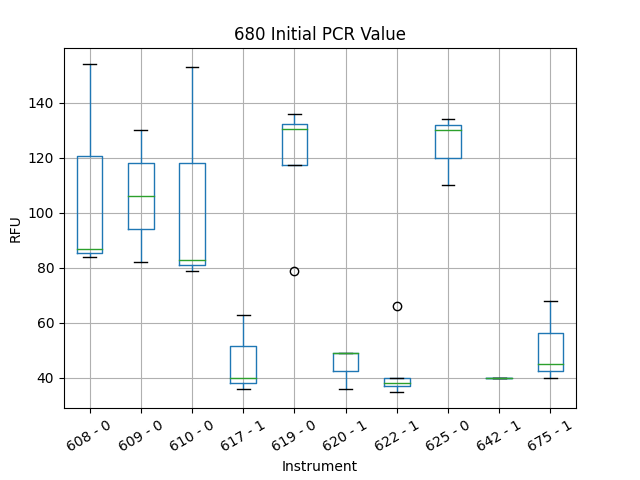 680 Initial PCR Value
140
120
100
80
60
40
RFU
608 - 0
609 - 0
610 - 0
617 - 1
619 - 0
620 - 1
622 - 1
625 - 0
642 - 1
675 - 1
Instrument